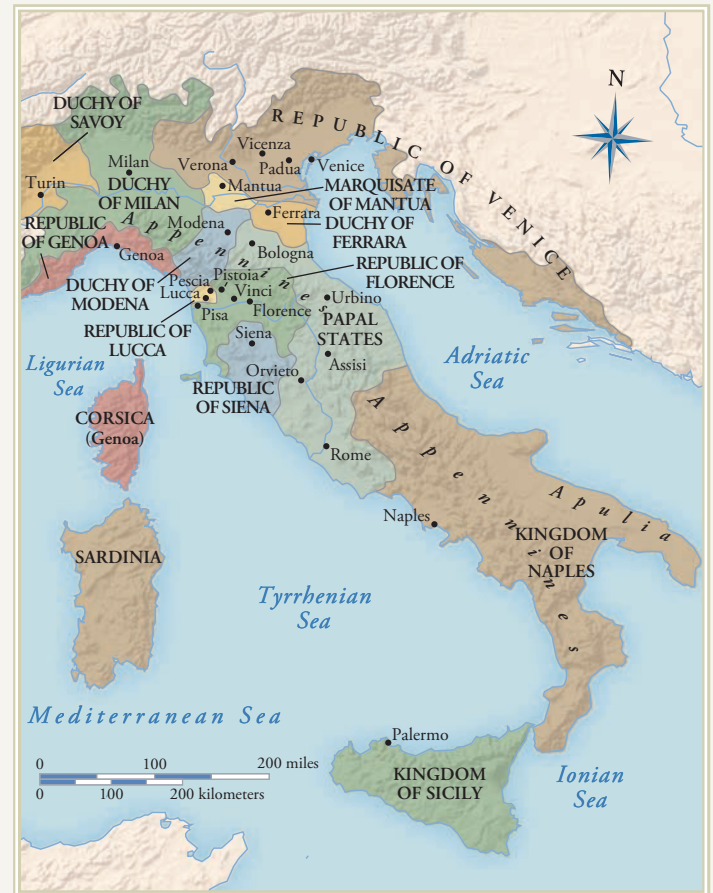 N
DUCHY OF
SAVOY
REPUBLIC OF VENICE
Vicenza
Milan
Verona
Padua
Venice
Turin
DUCHY
OF MILAN
Mantua
MARQUISATE
OF MANTUA
Appennines
Modena
Ferrara
DUCHY OF
FERRARA
REPUBLIC
OF GENOA
Genoa
Bologna
REPUBLIC OF
FLORENCE
DUCHY OF
MODENA
Pescia
Pistoia
Lucca
Vinci
Urbino
Pisa
Florence
PAPAL
STATES
REPUBLIC OF
LUCCA
Siena
Ligurian
Sea
Assisi
Adriatic
Sea
Orvieto
REPUBLIC
OF SIENA
CORSICA
(Genoa)
Appennines
Rome
Apulia
Naples
KINGDOM
OF
NAPLES
SARDINIA
Tyrrhenian
Sea
Mediterranean Sea
Palermo
0 100 200 miles
0 100 200 kilometers
KINGDOM
OF SICILY
Ionian
Sea